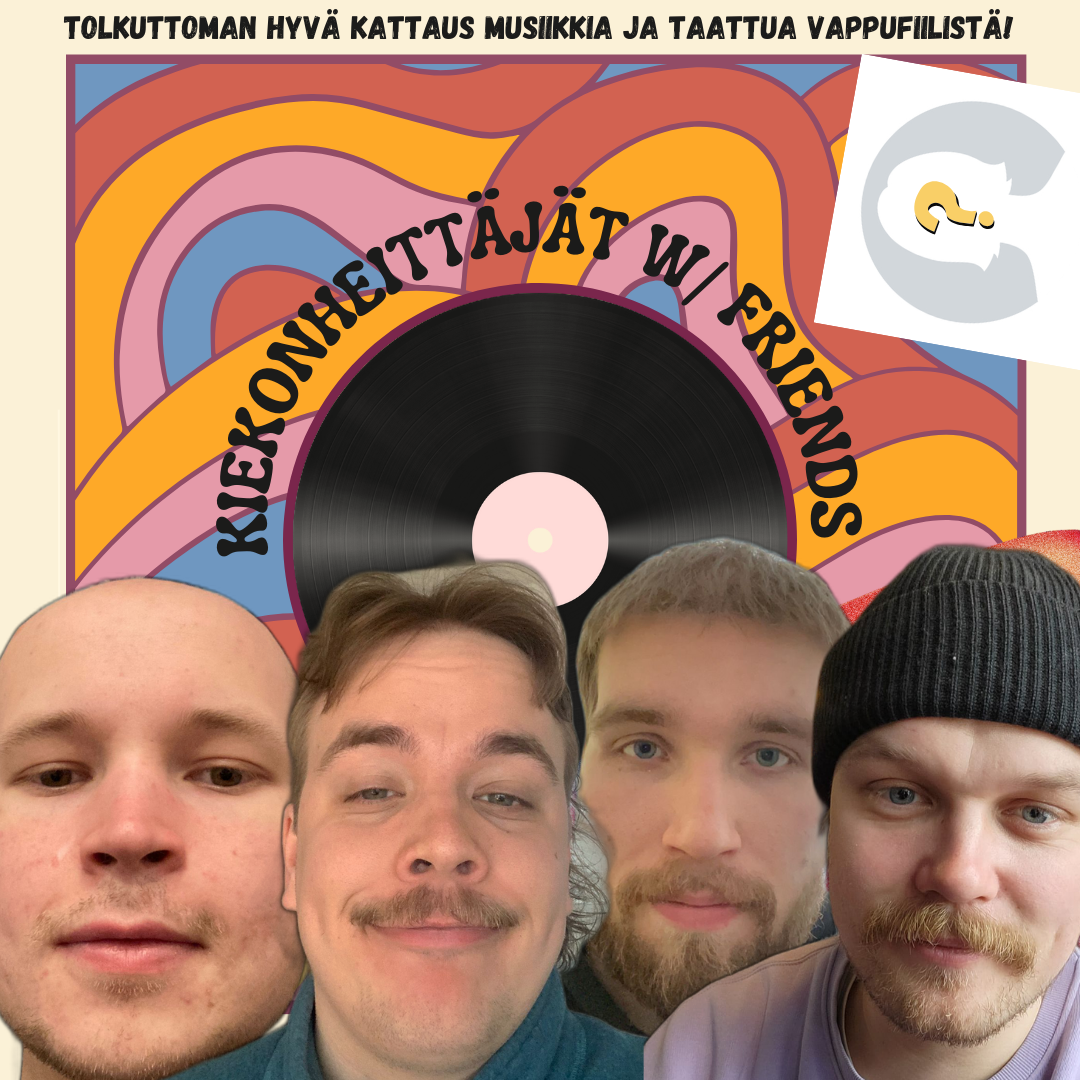 TOLKUTTOMAN HYVÄ KATTAUS MUSIIKKIA JA TAATTUA VAPPUFIILISTÄ!
KIEKONHEITTÄJÄT W/ FRIENDS
C
?